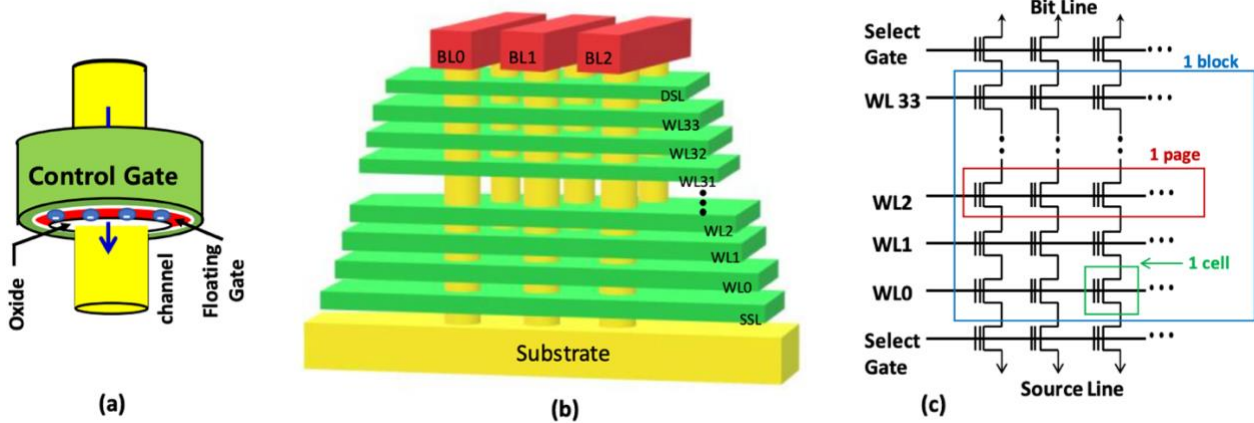 Control Gate
Oxide
channel
Floating
Gate
(a)
BL0
BL1
BL2
DSL
WL33
WL32
WL31
WL2
WL1
WL0
SSL
Substrate
(b)
Bit Line
Select
Gate
1 block
WL 33
1 page
WL2
WL1
1 cell
WL0
Select
Gate
Source Line
(c)